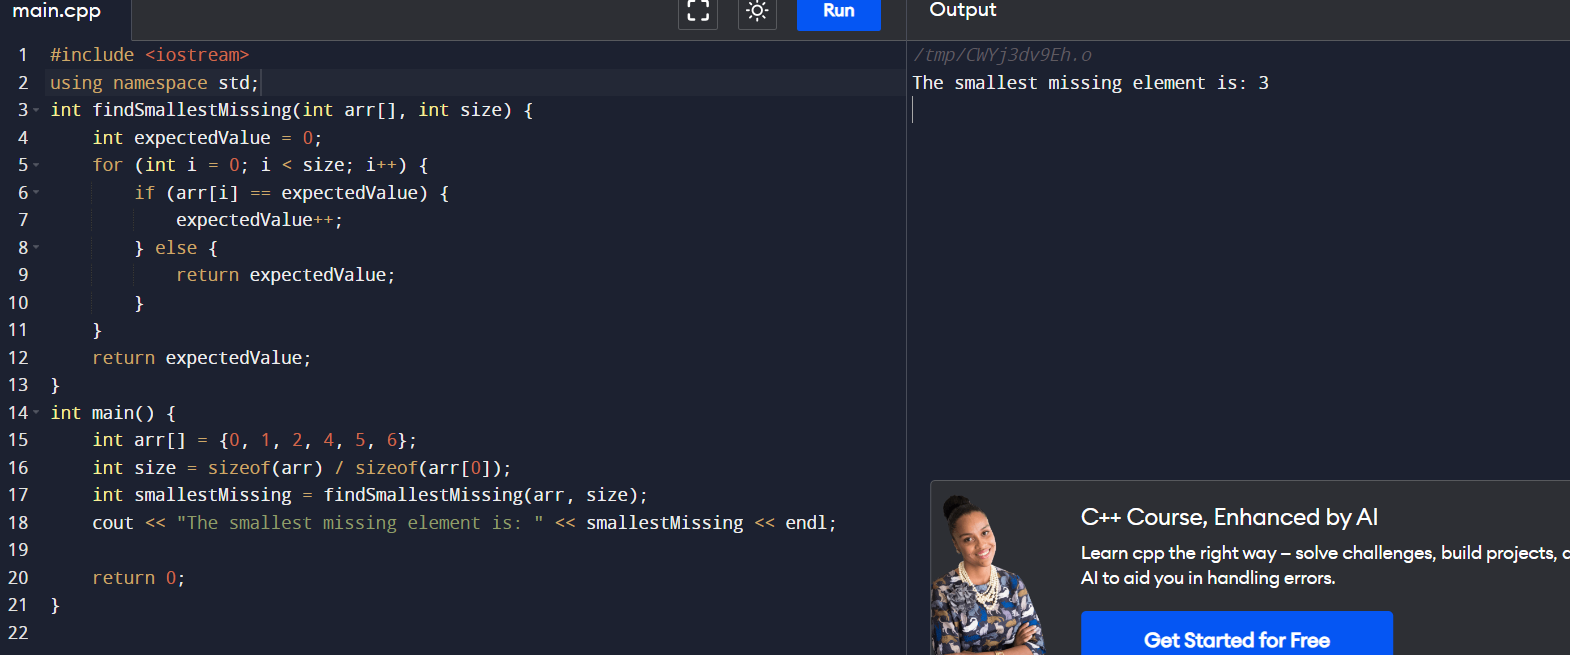 main.cpp
Run
Output
1 #include <iostream>
2 using namespace std;
3 int findSmallestMissing(int arr[], int size) {
4     int expectedValue = 0;
5     for (int i = 0; i < size; i++) {
6         if (arr[i] == expectedValue) {
7             expectedValue++;
8         } else {
9             return expectedValue;
10         }
11     }
12     return expectedValue;
13 }
14 int main() {
15     int arr[] = {0, 1, 2, 4, 5, 6};
16     int size = sizeof(arr) / sizeof(arr[0]);
17     int smallestMissing = findSmallestMissing(arr, size);
18     cout << "The smallest missing element is: " << smallestMissing << endl;
19
20     return 0;
21 }
22
/tmp/CWYj3dv9Eh.o
The smallest missing element is: 3
C++ Course, Enhanced by AI
Learn cpp the right way – solve challenges, build projects,
AI to aid you in handling errors.
Get Started for Free